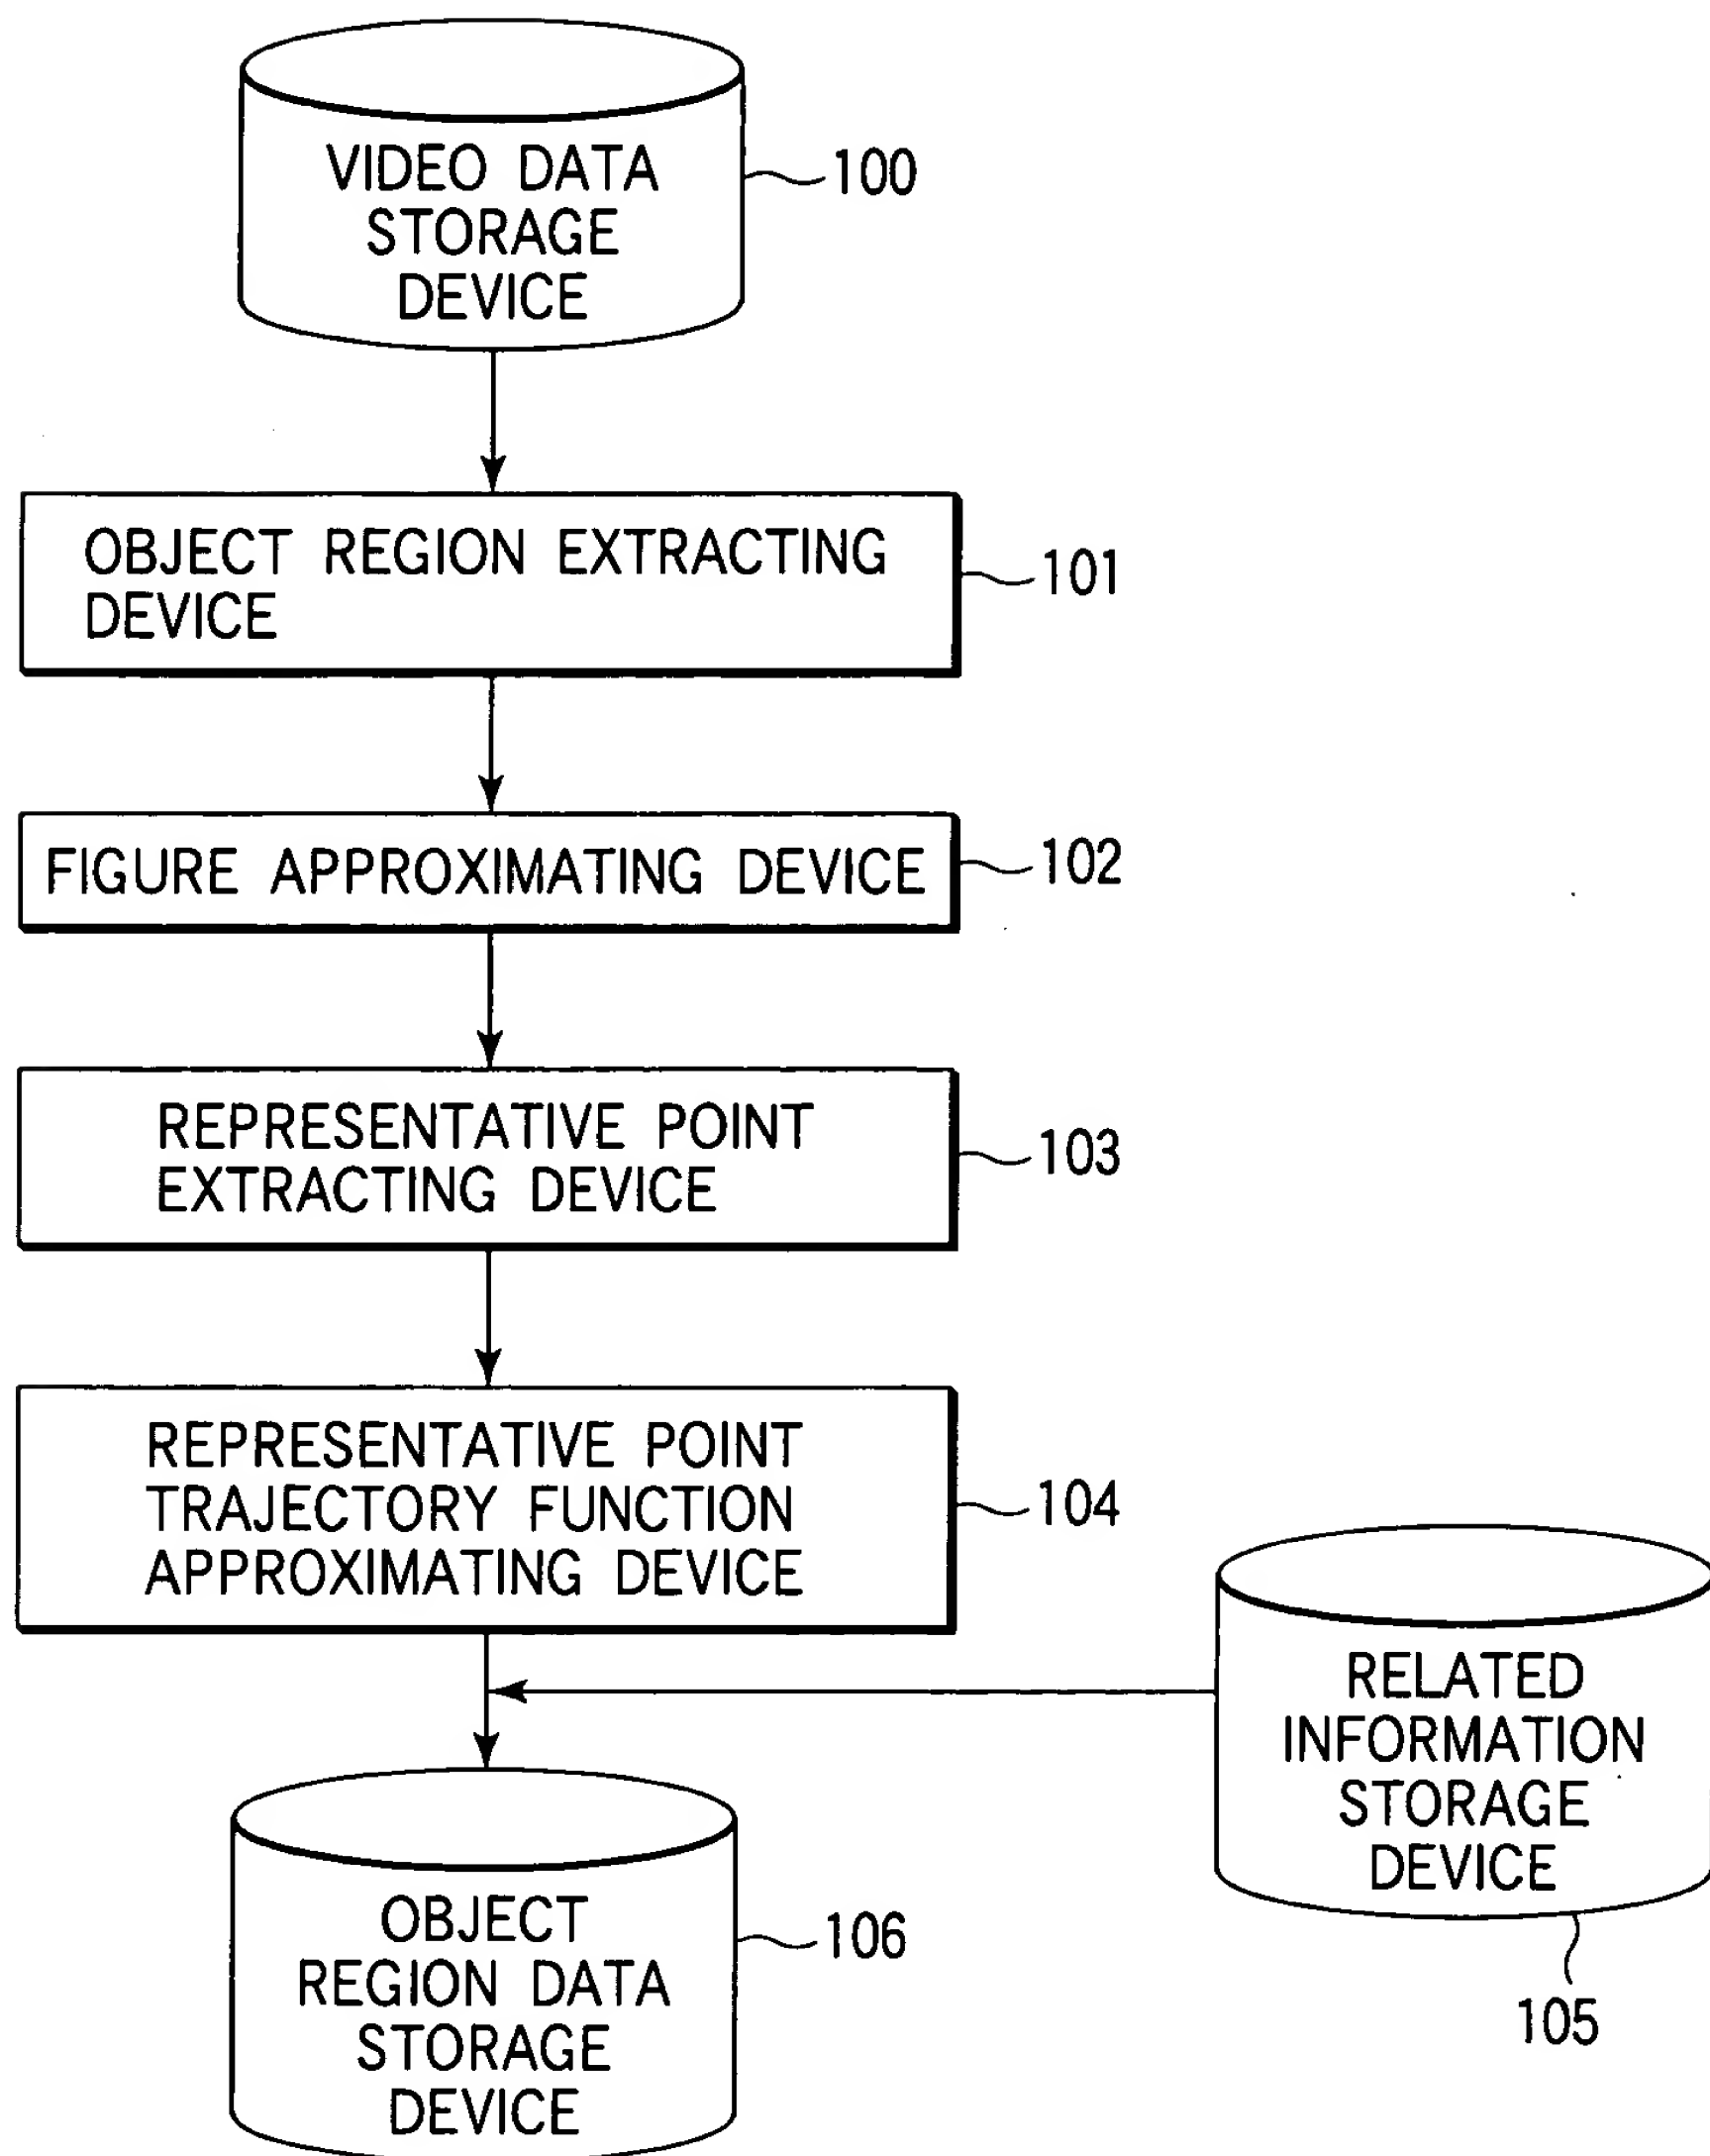 VIDEO DATA
STORAGE
DEVICE
100
OBJECT REGION EXTRACTING
DEVICE
101
FIGURE APPROXIMATING DEVICE
102
REPRESENTATIVE POINT
EXTRACTING DEVICE
103
REPRESENTATIVE POINT
TRAJECTORY FUNCTION
APPROXIMATING DEVICE
104
RELATED
INFORMATION
STORAGE
DEVICE
105
OBJECT
REGION DATA
STORAGE
DEVICE
106